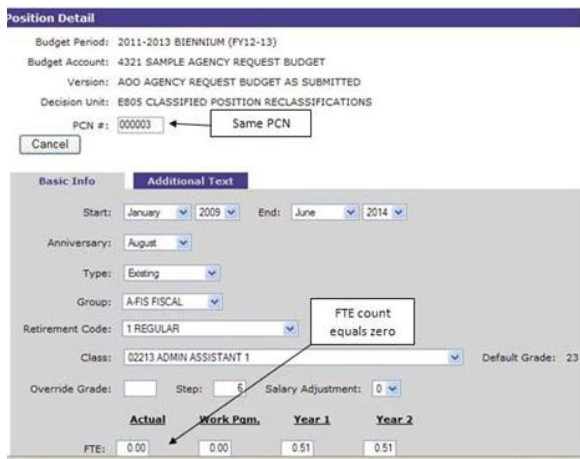 Position Detail
Budget Period: 2011-2013 BIENNIUM (FY12-13)
Budget Account: 4321 SAMPLE AGENCY REQUEST BUDGET
Version: AOO AGENCY REQUEST BUDGET AS SUBMITTED
Decision Unit: E805 CLASSIFIED POSITION RECLASSIFICATIONS
PCN #: 000003 Same PCN
Cancel
Basic Info Additional Text
Start: January 2009 End: June 2014
Anniversary: August
Type: Existing
Group: A-FIS FISCAL
FTE count
equals zero
Retirement Code: 1 REGULAR
Class: 02213 ADMIN ASSISTANT 1 Default Grade: 23
Override Grade: Step: 6 Salary Adjustment: 0
Actual Work Pgm. Year 1 Year 2
FTE: 0.00 0.00 0.51 0.51